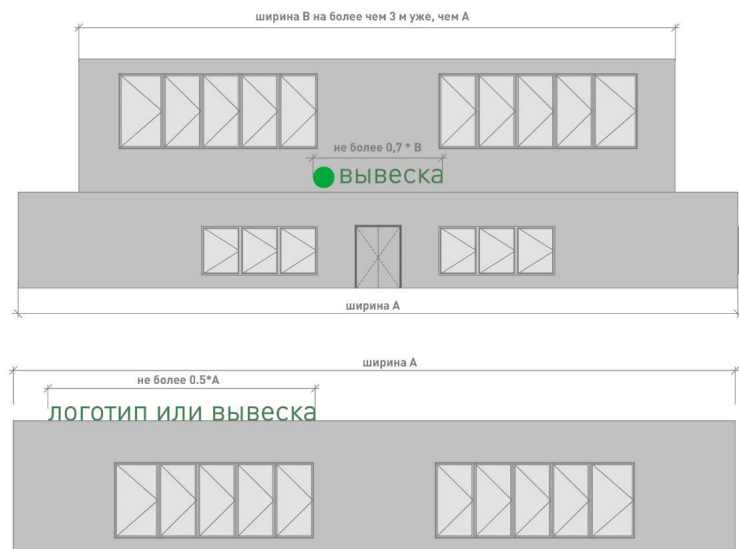 ширина В на более чем 3 м уже, чем А
не более 0,7 * В
вывеска
ширина А
ширина А
не более 0.5*А
логотип или вывеска